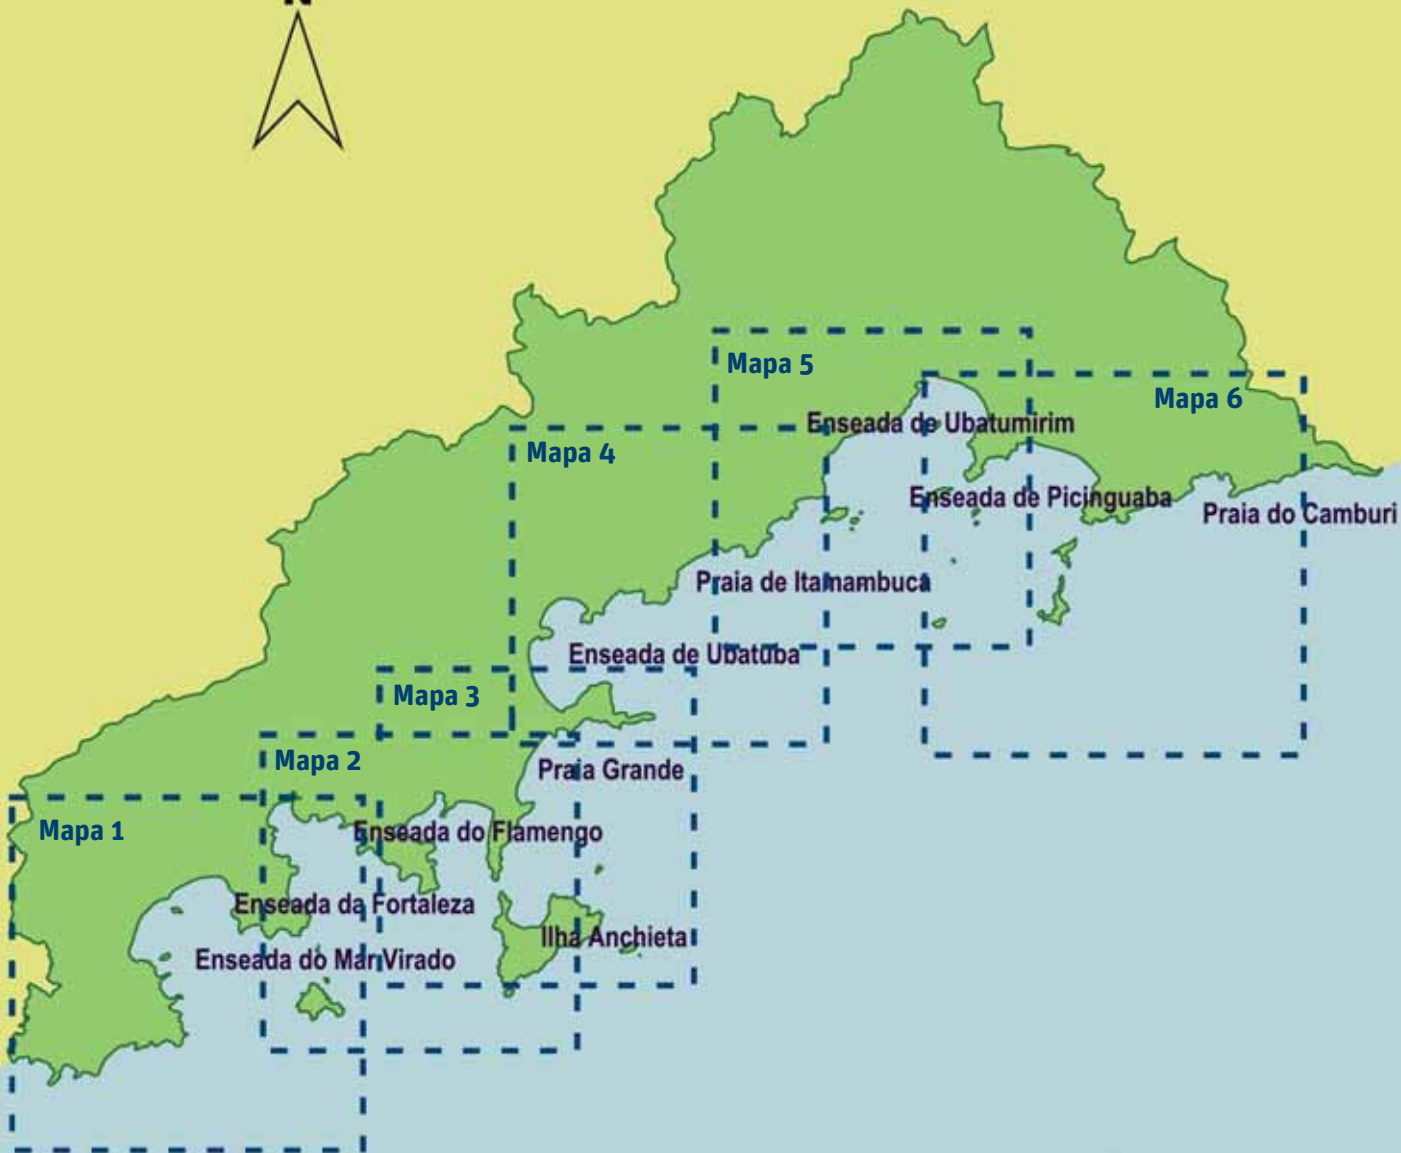 N
Mapa 5
Mapa 6
Enseada de Ubatumirim
Mapa 4
Enseada de Picinguaba
Praia do Camburi
Praia de Itamambuca
Enseada de Ubatuba
Mapa 3
Mapa 2
Praia Grande
Mapa 1
Enseada do Flamengo
Enseada da Fortaleza
Ilha Anchieta
Enseada do Mar Virado